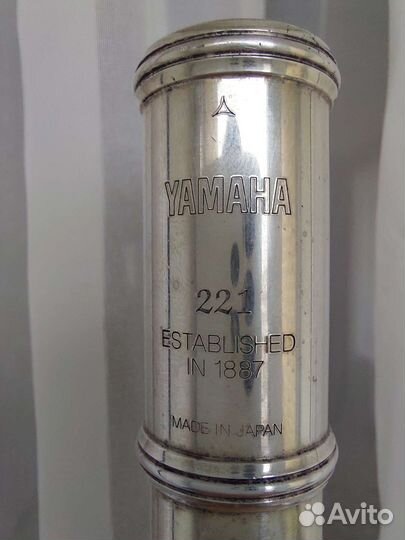 YAMAHA
221
ESTABLISHED
IN 1887
MADE IN JAPAN
Avito